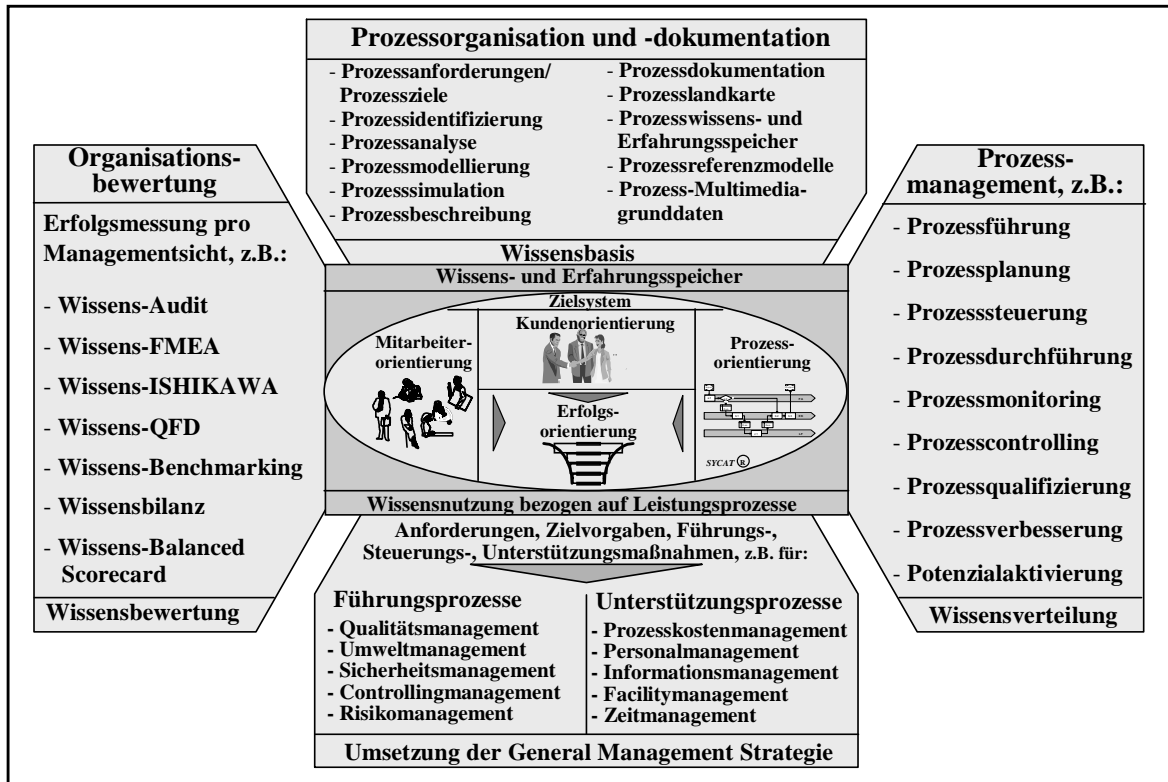 Prozessorganisation und -dokumentation
- Prozessanforderungen/
Prozessziele
- Prozessidentifizierung
- Prozessanalyse
- Prozessmodellierung
- Prozesssimulation
- Prozessbeschreibung
- Prozessdokumentation
- Prozesslandkarte
- Prozesswissens- und
Erfahrungsspeicher
- Prozessreferenzmodelle
- Prozess-Multimedia-
grunddaten
Wissensbasis
Organisations-
bewertung
Erfolgsmessung pro
Managementsicht, z.B.:
- Wissens-Audit
- Wissens-FMEA
- Wissens-ISHIKAWA
- Wissens-QFD
- Wissens-Benchmarking
- Wissensbilanz
- Wissens-Balanced
Scorecard
Wissensbewertung
Wissens- und Erfahrungsspeicher
Zielsystem
Kundenorientierung
Mitarbeiter-
orientierung
Prozess-
orientierung
Erfolgs-
orientierung
SYCAT R
Wissensnutzung bezogen auf Leistungsprozesse
Prozess-
management, z.B.:
- Prozessführung
- Prozessplanung
- Prozesssteuerung
- Prozessdurchführung
- Prozessmonitoring
- Prozesscontrolling
- Prozessqualifizierung
- Prozessverbesserung
- Potenzialaktivierung
Wissensverteilung
Anforderungen, Zielvorgaben, Führungs-,
Steuerungs-, Unterstützungsmaßnahmen, z.B. für:
Führungsprozesse
- Qualitätsmanagement
- Umweltmanagement
- Sicherheitsmanagement
- Controllingmanagement
- Risikomanagement
Unterstützungsprozesse
- Prozesskostenmanagement
- Personalmanagement
- Informationsmanagement
- Facilitymanagement
- Zeitmanagement
Umsetzung der General Management Strategie